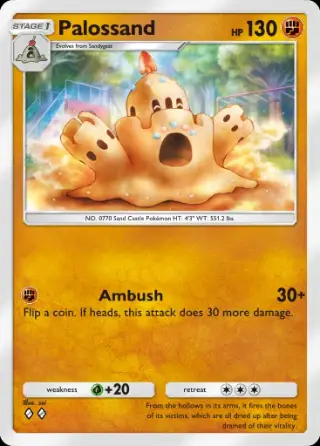 STAGE 1
Palossand
HP 130
Evolves from Sandygast
NO. 0770 Sand Castle Pokémon HT: 4'3" WT: 551.2 lbs
Ambush 30+
Flip a coin. If heads, this attack does 30 more damage.
weakness +20 retreat
Illus. sui
From the hollows in its arms, it fires the bones
of its victims, which are all dried up after being
drained of their vitality.